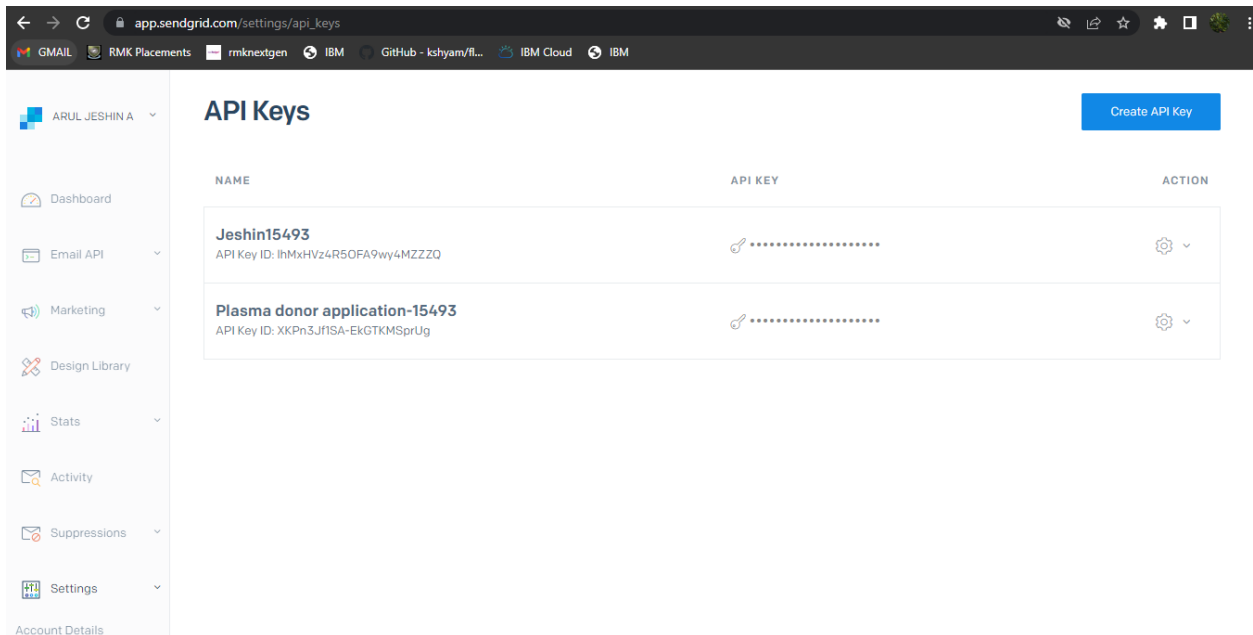 app.sendgrid.com/settings/api_keys
GMAIL RMK Placements rmknextgen IBM GitHub - kshyam/fl... IBM Cloud IBM
ARUL JESHIN A
API Keys
Create API Key
NAME API KEY ACTION
Dashboard
Jeshin15493
API Key ID: lhMxHVz4R5OFA9wy4MZZZQ
••••••••••••••••••••
Email API
Marketing
Plasma donor application-15493
API Key ID: XKPn3Jf1SA-EkGTKMSprUg
••••••••••••••••••••
Design Library
Stats
Activity
Suppressions
Settings
Account Details